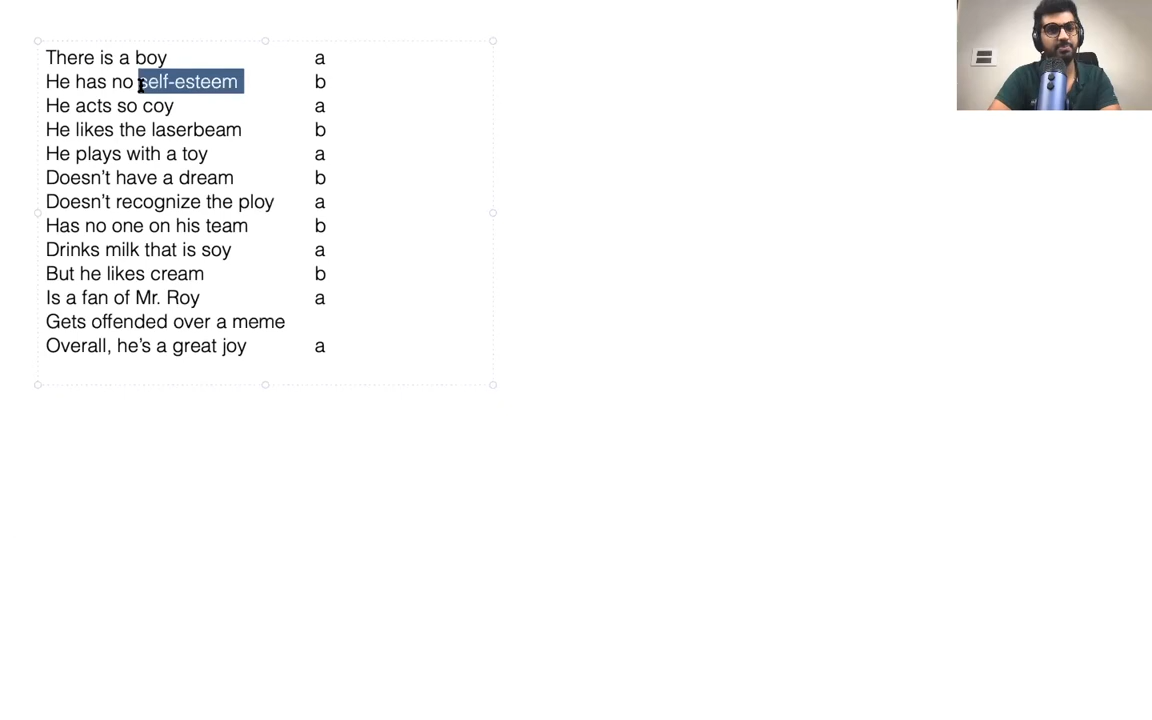 There is a boy a
He has no self-esteem b
He acts so coy a
He likes the laserbeam b
He plays with a toy a
Doesn’t have a dream b
Doesn’t recognize the ploy a
Has no one on his team b
Drinks milk that is soy a
But he likes cream b
Is a fan of Mr. Roy a
Gets offended over a meme
Overall, he’s a great joy a